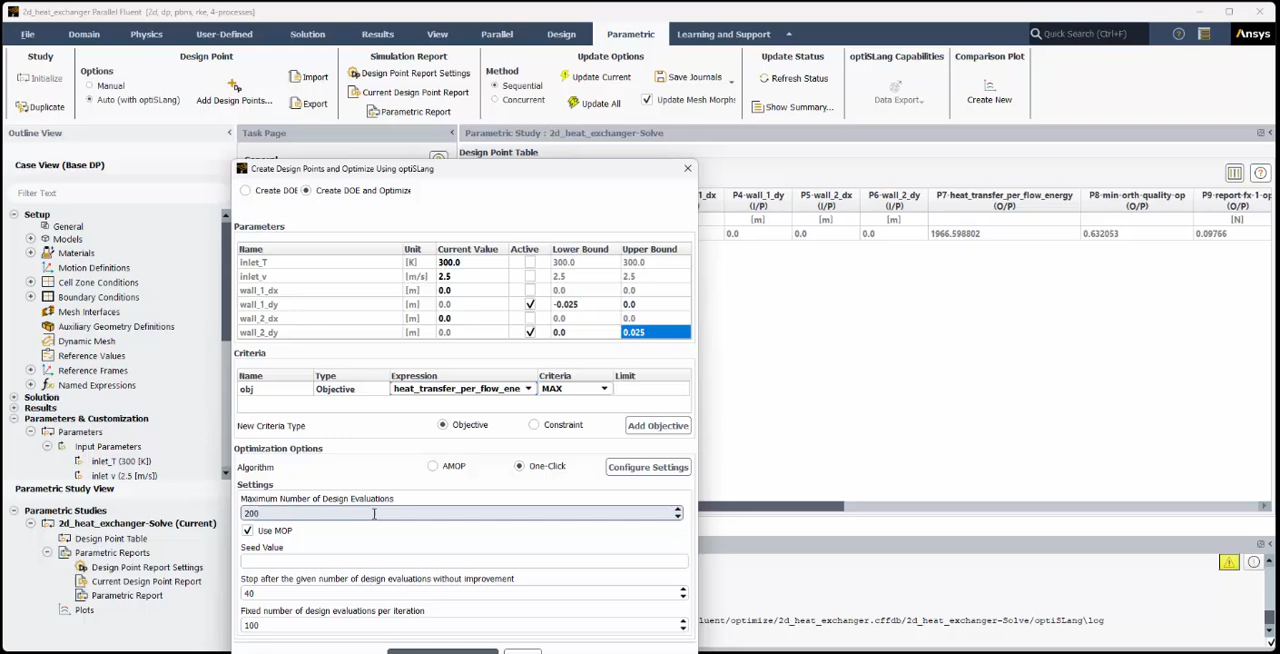 2d_heat_exchanger Parallel Fluent [2d, dp, pbns, rke, 4-processes]
File Domain Physics User-Defined Solution Results View Parallel Design Parametric Learning and Support Quick Search (Ctrl+F) Ansys
Study Design Point Simulation Report Update Options Update Status optiSLang Capabilities Comparison Plot
Initialize Options Import Design Point Report Settings Method Update Current Save Journals Refresh Status
Manual Sequential
Auto (with optiSLang) Add Design Points... Current Design Point Report Concurrent Data Export... Create New
Duplicate Export Parametric Report Update All Update Mesh Morph Show Summary...
Outline View Task Page Parametric Study : 2d_heat_exchanger-Solve
Design Point Table
Case View (Base DP)
Filter Text
Create Design Points and Optimize Using optiSLang
Create DOE Create DOE and Optimize
1_dx P4-wall_1_dy P5-wall_2_dx P6-wall_2_dy P7-heat_transfer_per_flow_energy P8-min-orth-quality-op P9-report-fx-1-op
(I/P) (I/P) (I/P) (O/P) (O/P) (O/P)
[m] [m] [m] [N]
0.0 0.0 0.0 1966.598802 0.632053 0.09766
Setup
General
Models
Materials
Motion Definitions
Cell Zone Conditions
Boundary Conditions
Mesh Interfaces
Auxiliary Geometry Definitions
Dynamic Mesh
Reference Values
Reference Frames
Named Expressions
Solution
Results
Parameters & Customization
Parameters
Input Parameters
inlet_T (300 [K])
inlet_v (2.5 [m/s])
Parametric Study View
Parametric Studies
2d_heat_exchanger-Solve (Current)
Design Point Table
Parametric Reports
Design Point Report Settings
Current Design Point Report
Parametric Report
Plots
Parameters
Name Unit Current Value Active Lower Bound Upper Bound
inlet_T [K] 300.0 300.0 300.0
inlet_v [m/s] 2.5 2.5 2.5
wall_1_dx [m] 0.0 0.0 0.0
wall_1_dy [m] 0.0 -0.025 0.0
wall_2_dx [m] 0.0 0.0 0.0
wall_2_dy [m] 0.0 0.0 0.025
Criteria
Name Type Expression Criteria Limit
obj Objective heat_transfer_per_flow_ene MAX
New Criteria Type Objective Constraint Add Objective
Optimization Options
Algorithm AMOP One-Click Configure Settings
Settings
Maximum Number of Design Evaluations
200
Use MOP
Seed Value
Stop after the given number of design evaluations without improvement
40
Fixed number of design evaluations per iteration
100
fluent/optimize/2d_heat_exchanger.cffdb/2d_heat_exchanger-Solve/optiSLang\log